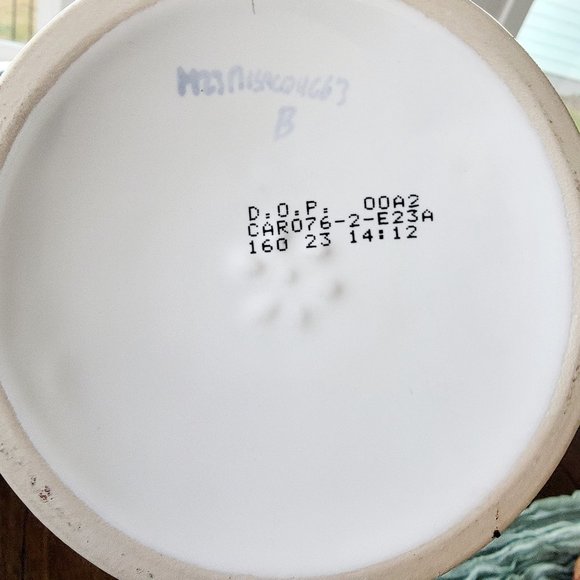 B
D.O.P. 00A2
CAR076-2-E23A
160 23 14:12